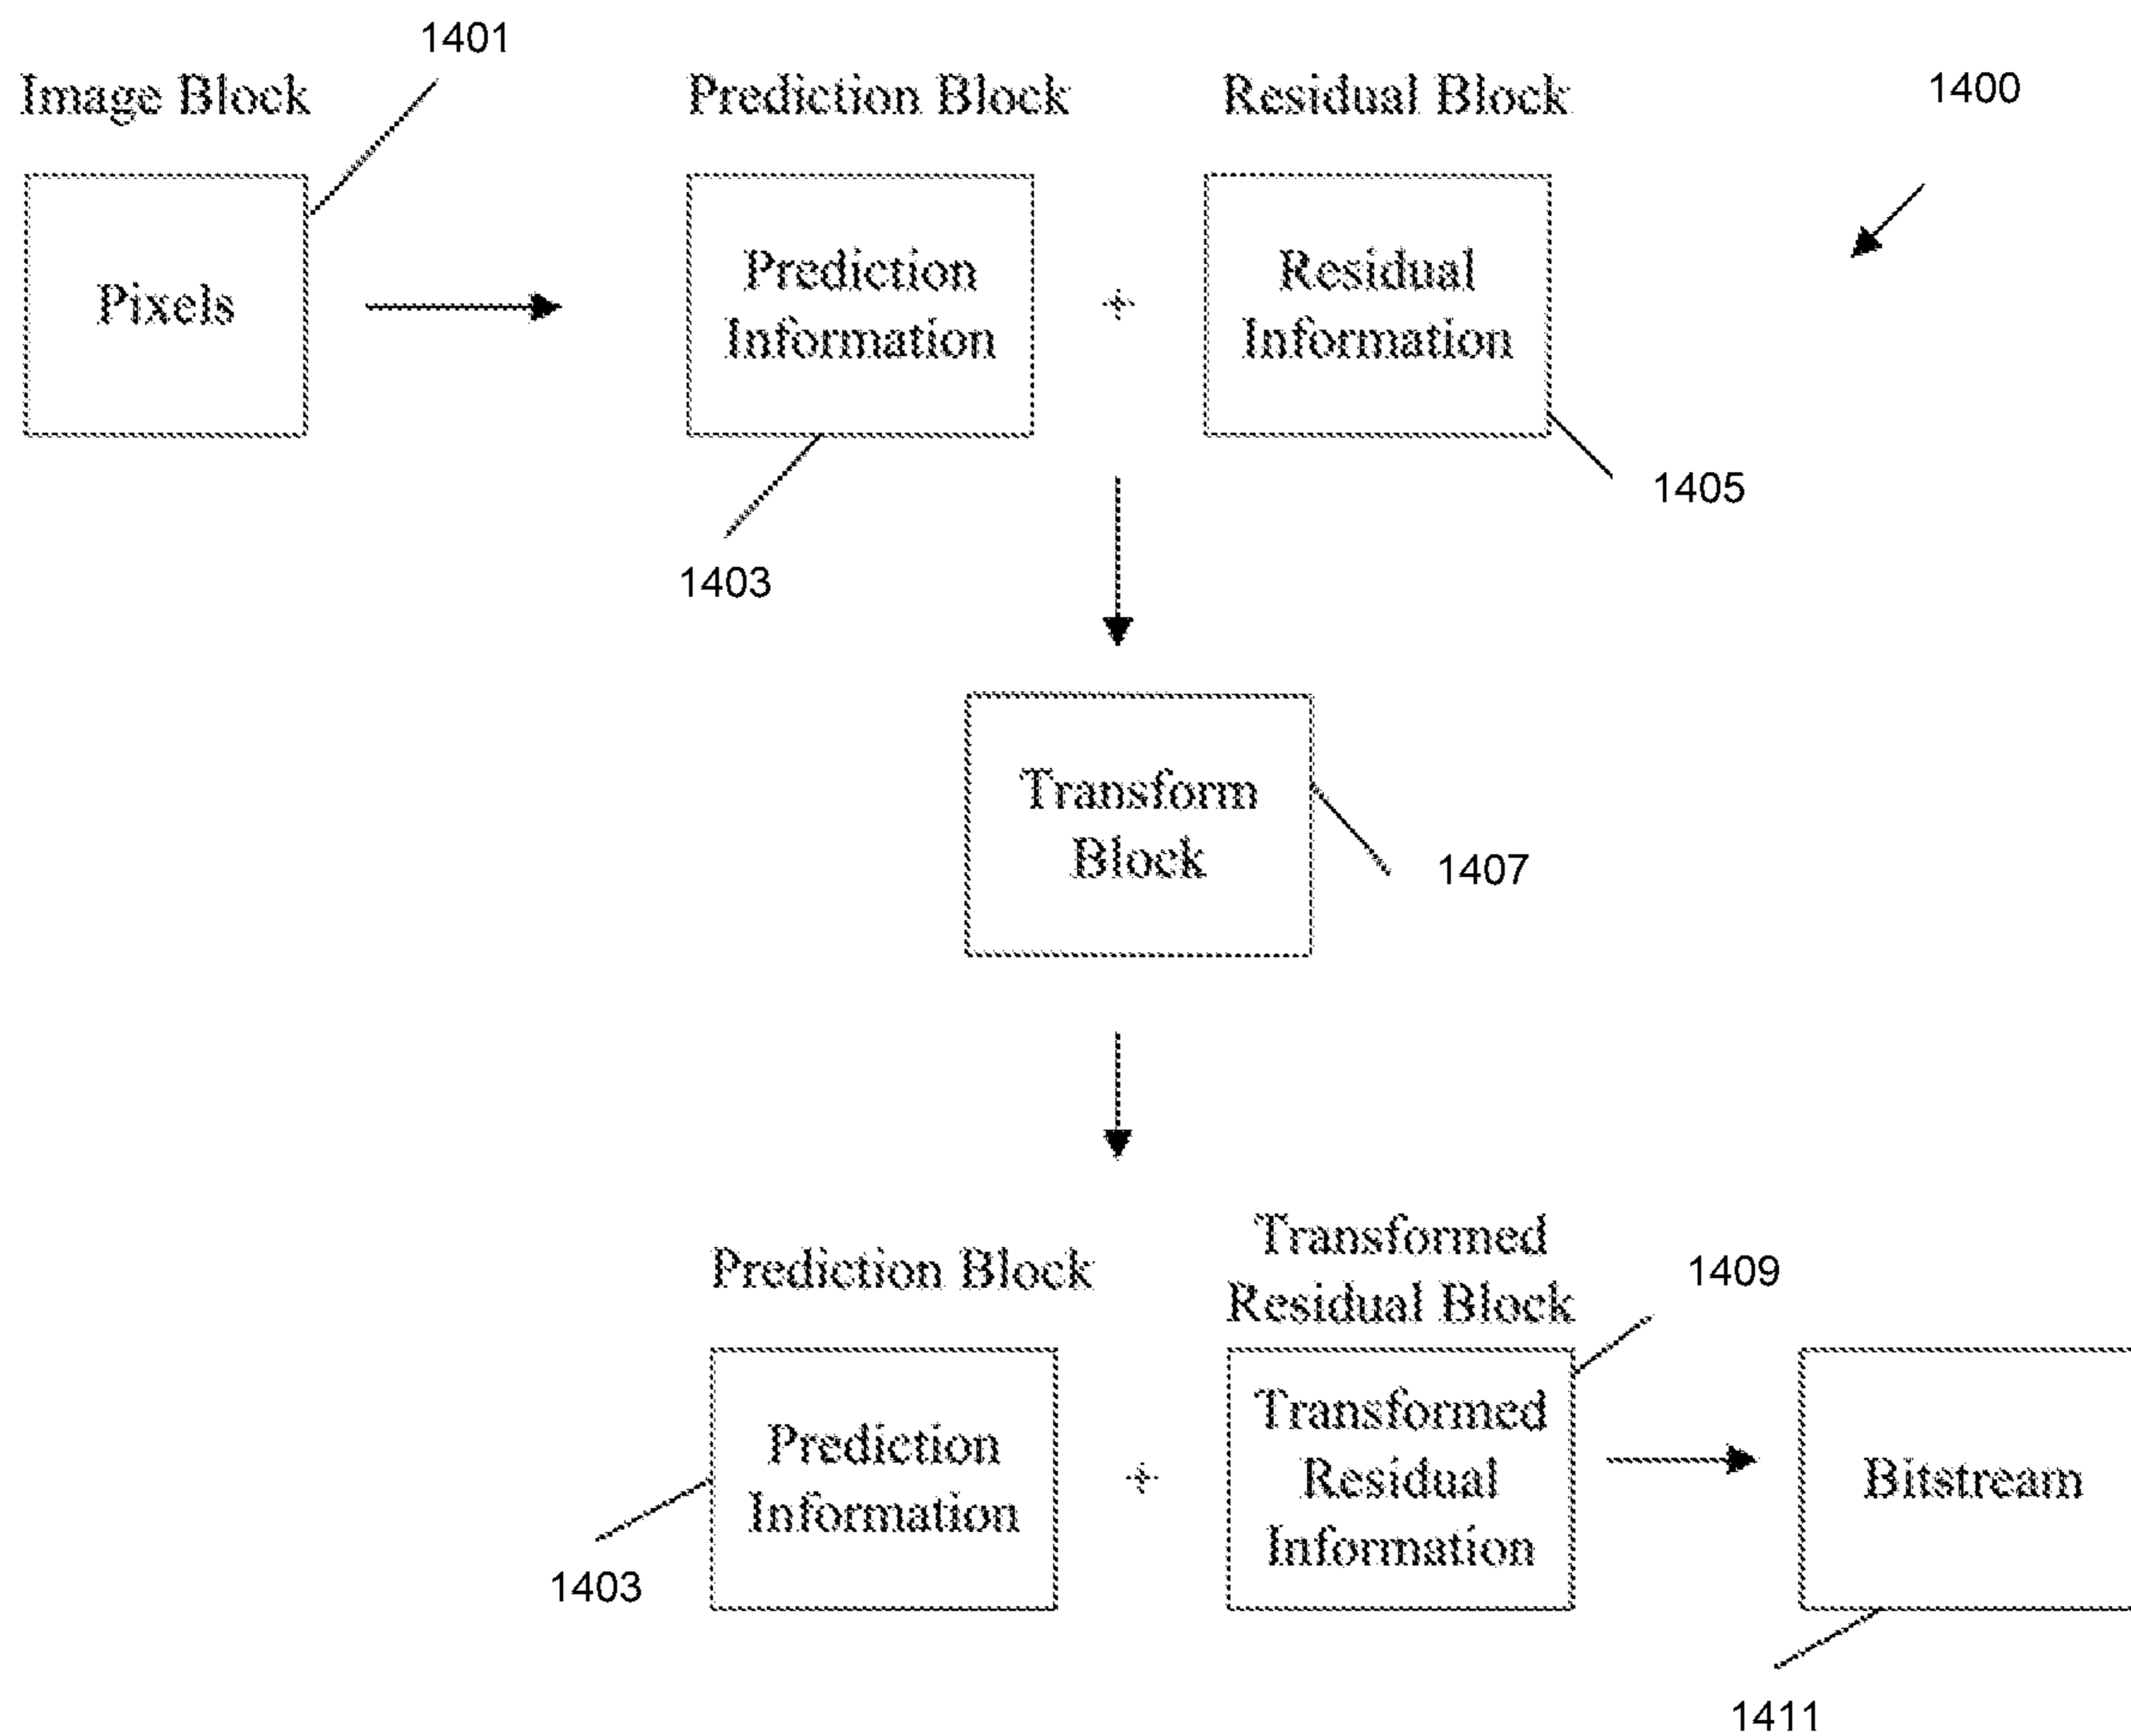 1401
Image Block
Prediction Block
Residual Block
1400
Pixels
Prediction
Information
+
Residual
Information
1405
1403
Transform
Block
1407
Prediction Block
Transformed
Residual Block
1409
Prediction
Information
+
Transformed
Residual
Information
Bitstream
1403
1411